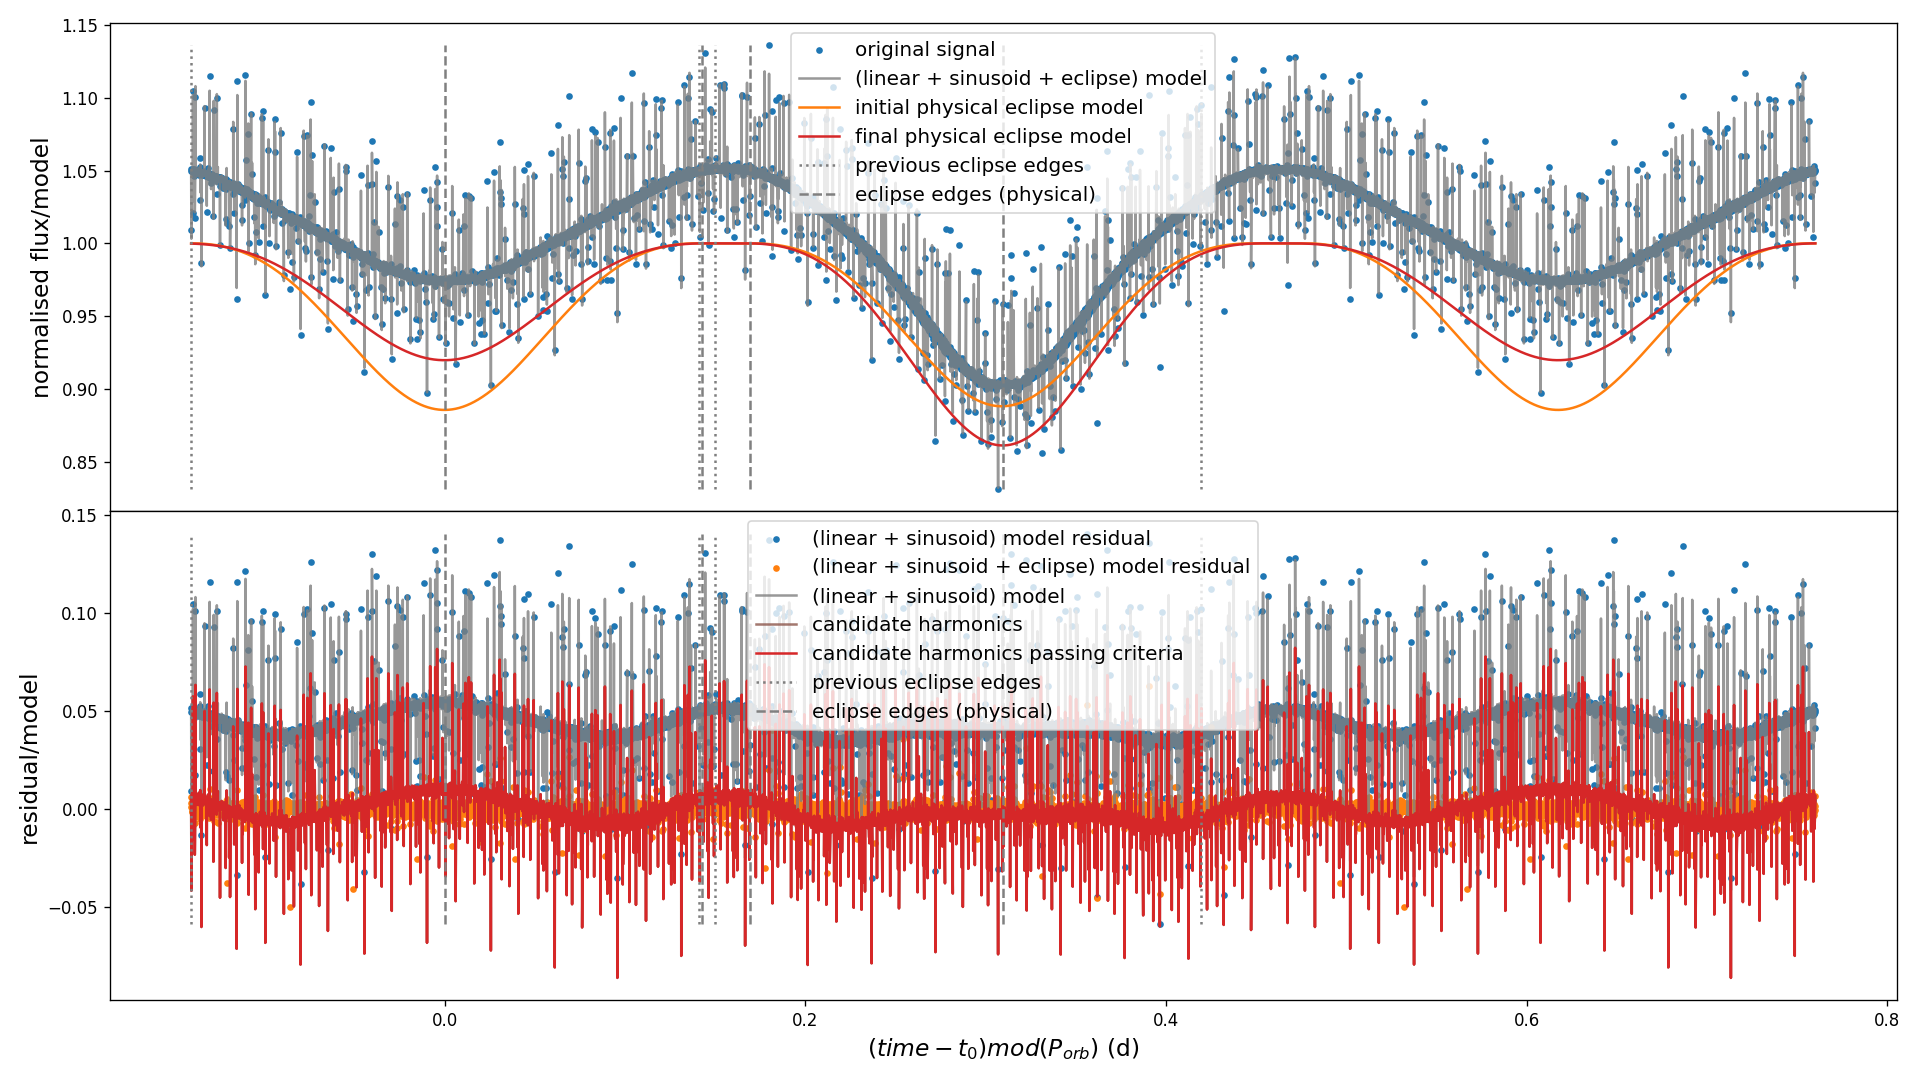 1.15
1.10
1.05
1.00
0.95
0.90
0.85
normalised flux/model
original signal
(linear + sinusoid + eclipse) model
initial physical eclipse model
final physical eclipse model
previous eclipse edges
eclipse edges (physical)
0.15
0.10
0.05
0.00
−0.05
residual/model
(linear + sinusoid) model residual
(linear + sinusoid + eclipse) model residual
(linear + sinusoid) model
candidate harmonics
candidate harmonics passing criteria
previous eclipse edges
eclipse edges (physical)
0.0 0.2 0.4 0.6 0.8
(time − t0)mod(Porb) (d)